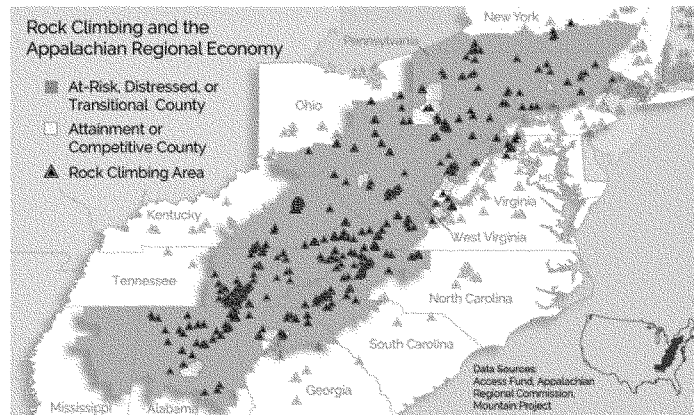 Rock Climbing and the
Appalachian Regional Economy
At-Risk, Distressed, or
Transitional County
Attainment or
Competitive County
Rock Climbing Area
New York
Pennsylvania
Ohio
MD
Virginia
Kentucky
West Virginia
Tennessee
North Carolina
South Carolina
Georgia
Mississippi
Alabama
Data Sources:
Access Fund, Appalachian
Regional Commission,
Mountain Project